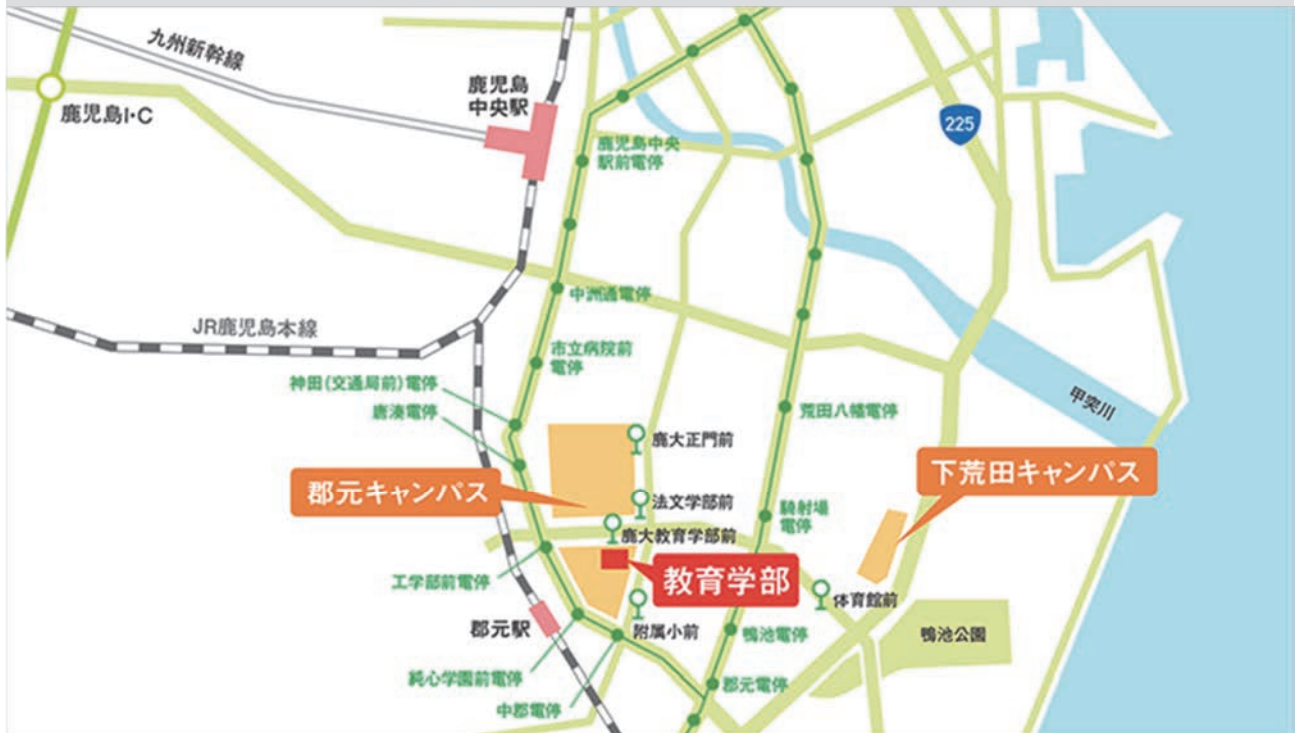 九州新幹線
鹿児島
中央駅
鹿児島I・C
225
鹿児島中央
駅前電停
中洲通電停
JR鹿児島本線
市立病院前
電停
神田(交通局前)電停
唐湊電停
荒田八幡電停
甲突川
鹿大正門前
下荒田キャンパス
郡元キャンパス
法文学部前
騎射場
電停
鹿大教育学部前
工学部前電停
教育学部
体育館前
郡元駅
附属小前
鴨池電停
鴨池公園
純心学園前電停
郡元電停
中郡電停